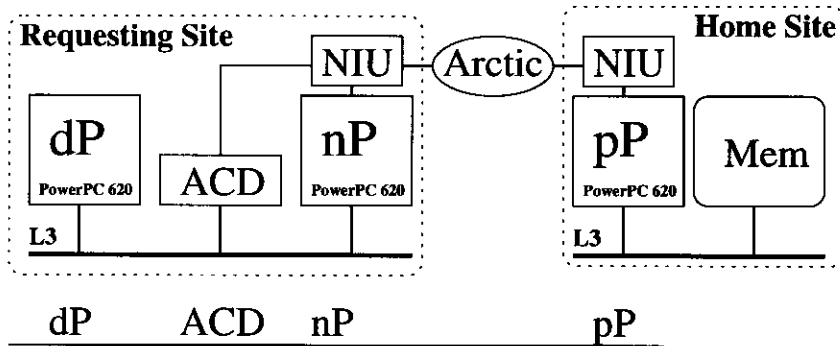 Requesting Site
Home Site
NIU
Arctic
NIU
dP
PowerPC 620
ACD
nP
PowerPC 620
pP
PowerPC 620
Mem
L3
L3
dP ACD nP pP